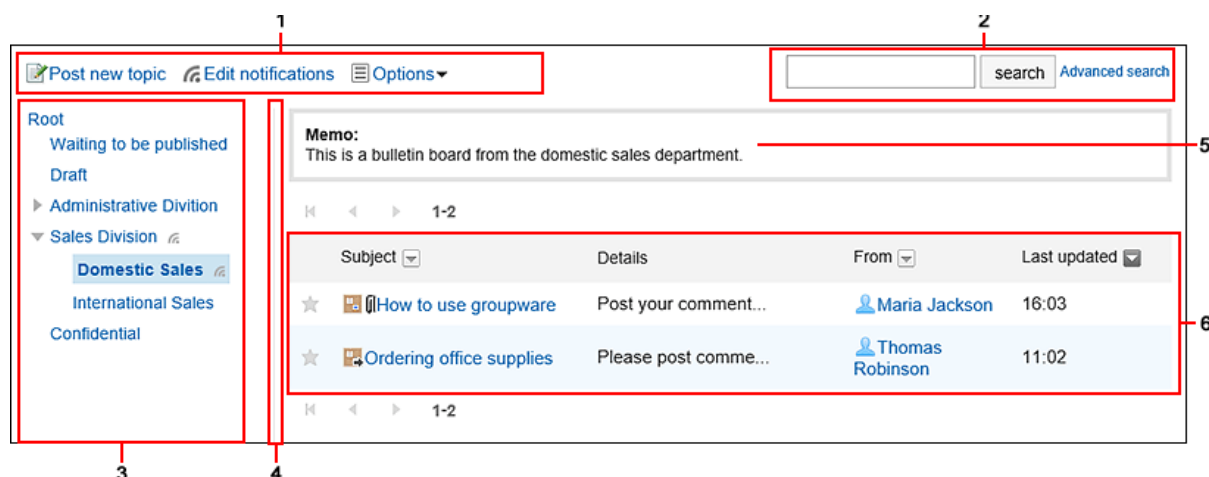 1
2
Post new topic Edit notifications Options
search Advanced search
Root
Waiting to be published
Draft
Administrative Divition
Sales Division
Domestic Sales
International Sales
Confidential
Memo:
This is a bulletin board from the domestic sales department.
5
1-2
Subject Details From Last updated
How to use groupware Post your comment... Maria Jackson 16:03
6
Ordering office supplies Please post comme... Thomas
Robinson 11:02
1-2
3
4